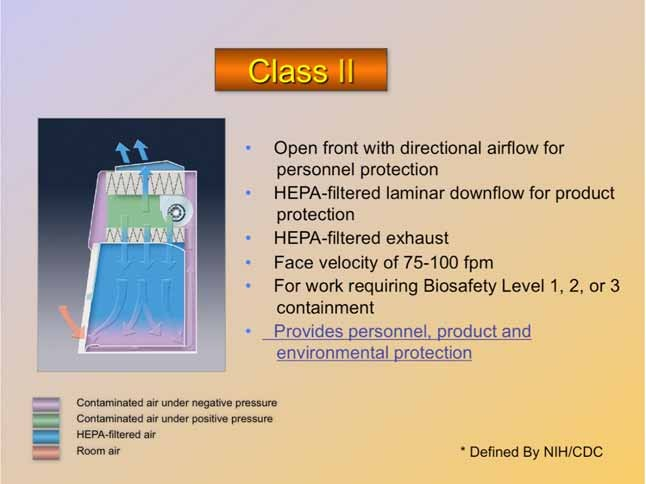 Class II
• Open front with directional airflow for
personnel protection
• HEPA-filtered laminar downflow for product
protection
• HEPA-filtered exhaust
• Face velocity of 75-100 fpm
• For work requiring Biosafety Level 1, 2, or 3
containment
• Provides personnel, product and
environmental protection
Contaminated air under negative pressure
Contaminated air under positive pressure
HEPA-filtered air
Room air
* Defined By NIH/CDC